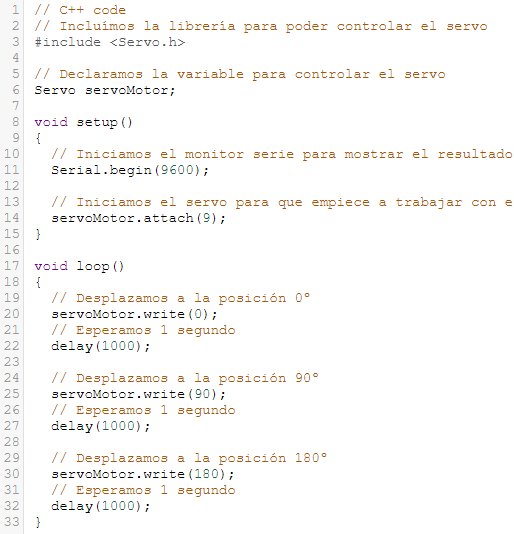 1 // C++ code
2 // Incluímos la librería para poder controlar el servo
3 #include <Servo.h>
4
5 // Declaramos la variable para controlar el servo
6 Servo servoMotor;
7
8 void setup()
9 {
10 // Iniciamos el monitor serie para mostrar el resultado
11 Serial.begin(9600);
12
13 // Iniciamos el servo para que empiece a trabajar con e
14 servoMotor.attach(9);
15 }
16
17 void loop()
18 {
19 // Desplazamos a la posición 0º
20 servoMotor.write(0);
21 // Esperamos 1 segundo
22 delay(1000);
23
24 // Desplazamos a la posición 90º
25 servoMotor.write(90);
26 // Esperamos 1 segundo
27 delay(1000);
28
29 // Desplazamos a la posición 180º
30 servoMotor.write(180);
31 // Esperamos 1 segundo
32 delay(1000);
33 }